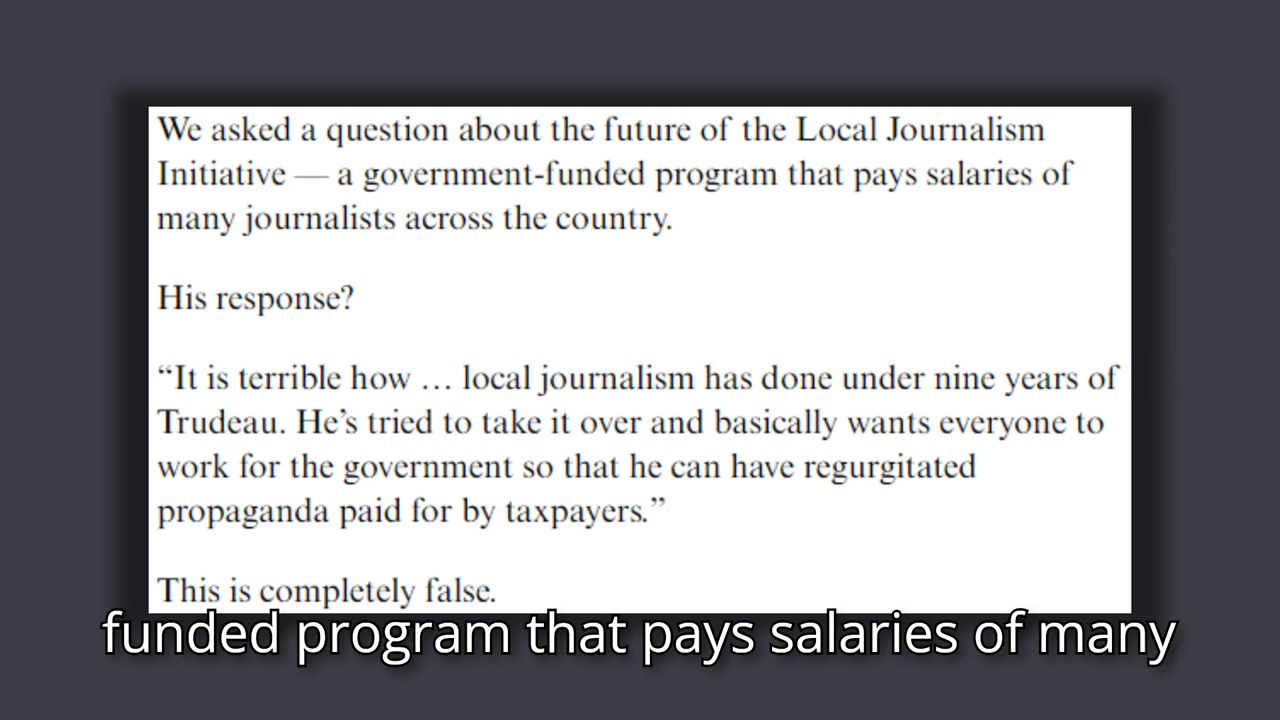 We asked a question about the future of the Local Journalism
Initiative — a government-funded program that pays salaries of
many journalists across the country.
His response?
“It is terrible how … local journalism has done under nine years of
Trudeau. He’s tried to take it over and basically wants everyone to
work for the government so that he can have regurgitated
propaganda paid for by taxpayers.”
This is completely false.
funded program that pays salaries of many